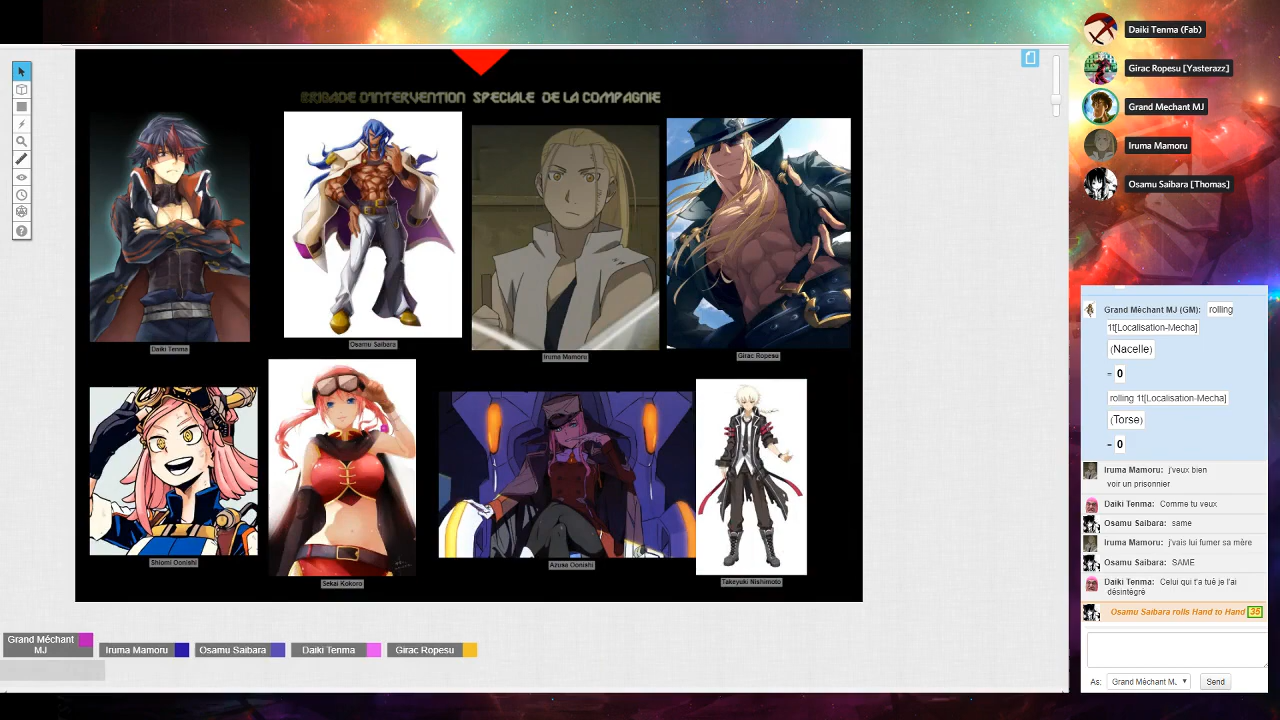 BRIGADE D'INTERVENTION SPECIALE DE LA COMPAGNIE
Daiki Tenma
Osamu Saibara
Iruma Mamoru
Girac Ropesu
Shiomi Oonishi
Sekai Kokoro
Azusa Oonishi
Takeyuki Nishimoto
Grand Méchant
MJ
Iruma Mamoru
Osamu Saibara
Daiki Tenma
Girac Ropesu
Daiki Tenma (Fab)
Girac Ropesu [Yasterazz]
Grand Mechant MJ
Iruma Mamoru
Osamu Saibara [Thomas]
Grand Méchant MJ (GM): rolling
1t[Localisation-Mecha]
(Nacelle)
= 0
rolling 1t[Localisation-Mecha]
(Torse)
= 0
Iruma Mamoru: j'veux bien
voir un prisonnier
Daiki Tenma: Comme tu veux
Osamu Saibara: same
Iruma Mamoru: j'vais lui fumer sa mère
Osamu Saibara: SAME
Daiki Tenma: Celui qui t'a tué je l'ai
désintégré
Osamu Saibara rolls Hand to Hand 35
As: Grand Méchant M. Send